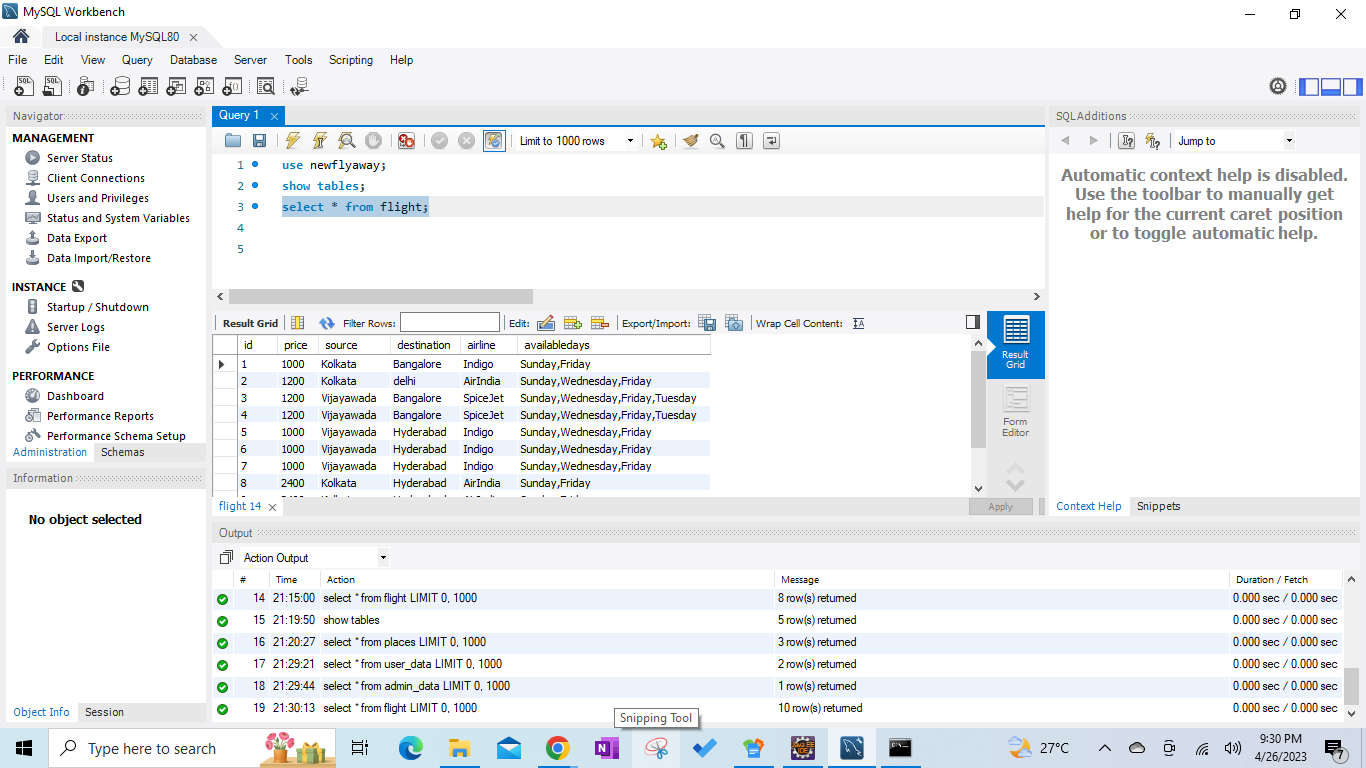 MySQL Workbench
Local instance MySQL80
File Edit View Query Database Server Tools Scripting Help
Navigator
MANAGEMENT
Server Status
Client Connections
Users and Privileges
Status and System Variables
Data Export
Data Import/Restore
INSTANCE
Startup / Shutdown
Server Logs
Options File
PERFORMANCE
Dashboard
Performance Reports
Performance Schema Setup
Administration Schemas
Information
No object selected
Object Info Session
Query 1
Limit to 1000 rows
1 use newflyaway;
2 show tables;
3 select * from flight;
4
5
Result Grid Filter Rows: Edit: Export/Import: Wrap Cell Content:
id price source destination airline availabledays
1 1000 Kolkata Bangalore Indigo Sunday,Friday
2 1200 Kolkata delhi AirIndia Sunday,Wednesday,Friday
3 1200 Vijayawada Bangalore SpiceJet Sunday,Wednesday,Friday,Tuesday
4 1200 Vijayawada Bangalore SpiceJet Sunday,Wednesday,Friday,Tuesday
5 1000 Vijayawada Hyderabad Indigo Sunday,Wednesday,Friday
6 1000 Vijayawada Hyderabad Indigo Sunday,Wednesday,Friday
7 1000 Vijayawada Hyderabad Indigo Sunday,Wednesday,Friday
8 2400 Kolkata Hyderabad AirIndia Sunday,Friday
Result
Grid
Form
Editor
flight 14
Apply
SQLAdditions
Jump to
Automatic context help is disabled.
Use the toolbar to manually get
help for the current caret position
or to toggle automatic help.
Context Help Snippets
Output
Action Output
# Time Action Message Duration / Fetch
14 21:15:00 select * from flight LIMIT 0, 1000 8 row(s) returned 0.000 sec / 0.000 sec
15 21:19:50 show tables 5 row(s) returned 0.000 sec / 0.000 sec
16 21:20:27 select * from places LIMIT 0, 1000 3 row(s) returned 0.000 sec / 0.000 sec
17 21:29:21 select * from user_data LIMIT 0, 1000 2 row(s) returned 0.000 sec / 0.000 sec
18 21:29:44 select * from admin_data LIMIT 0, 1000 1 row(s) returned 0.000 sec / 0.000 sec
19 21:30:13 select * from flight LIMIT 0, 1000 10 row(s) returned 0.000 sec / 0.000 sec
Snipping Tool
Type here to search
27°C
9:30 PM
4/26/2023
7